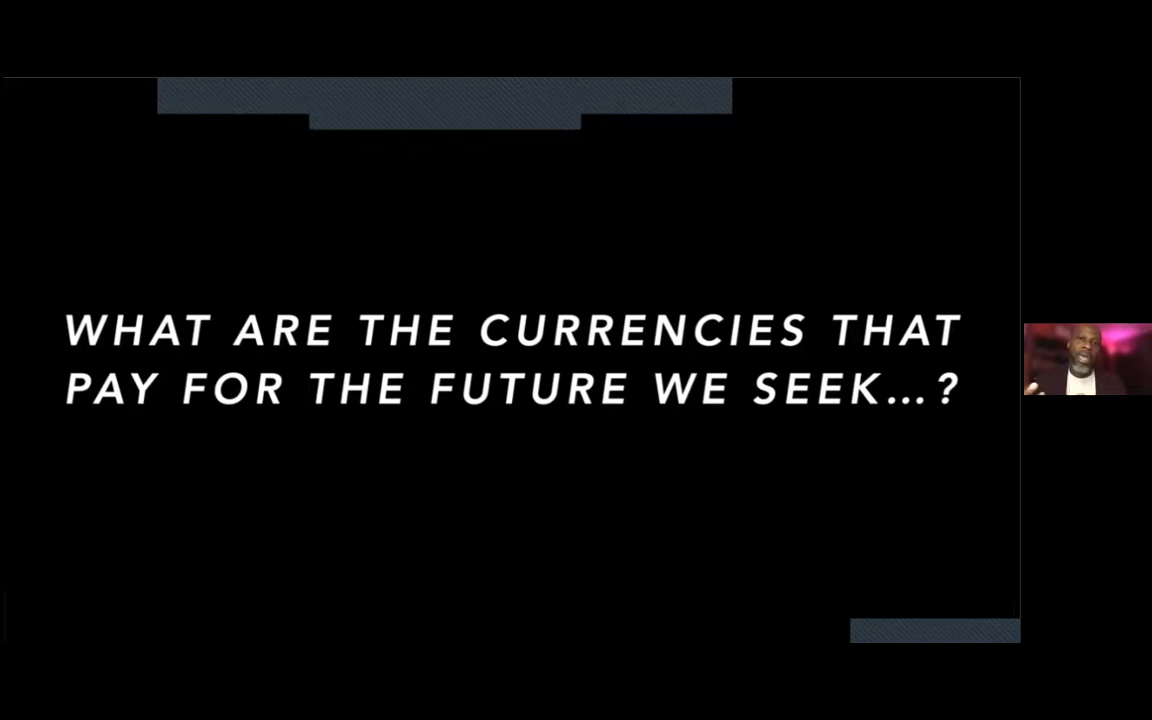 WHAT ARE THE CURRENCIES THAT
PAY FOR THE FUTURE WE SEEK...?